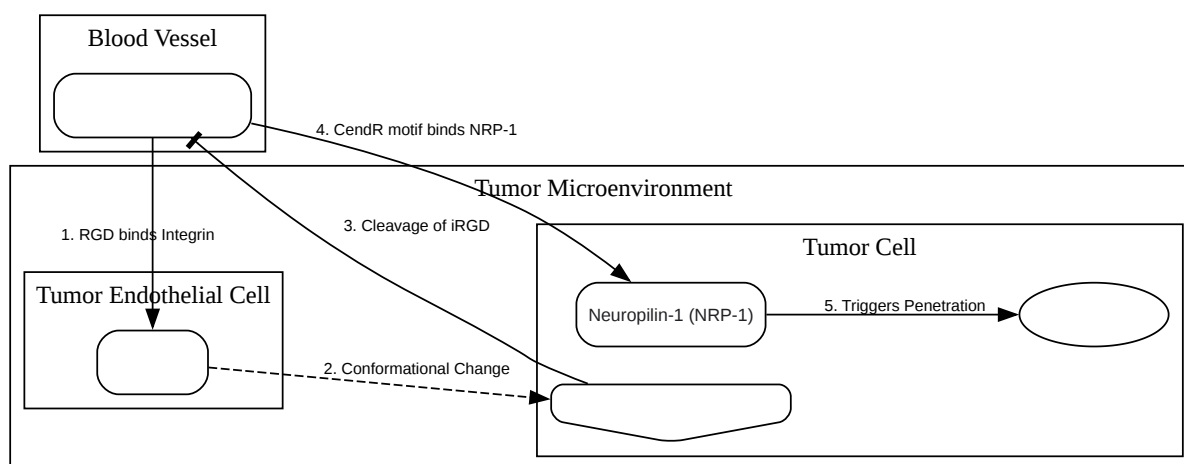 Blood Vessel
4. CendR motif binds NRP-1
Tumor Microenvironment
3. Cleavage of iRGD
1. RGD binds Integrin
Tumor Cell
Tumor Endothelial Cell
Neuropilin-1 (NRP-1)
5. Triggers Penetration
2. Conformational Change